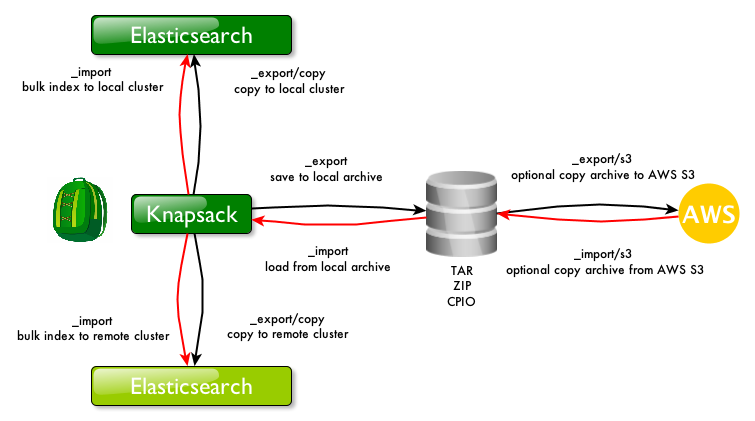 Elasticsearch
_import
bulk index to local cluster
_export/copy
copy to local cluster
_export
save to local archive
_export/s3
optional copy archive to AWS S3
Knapsack
AWS
_import
load from local archive
_import/s3
optional copy archive from AWS S3
TAR
ZIP
CPIO
_import
bulk index to remote cluster
_export/copy
copy to remote cluster
Elasticsearch